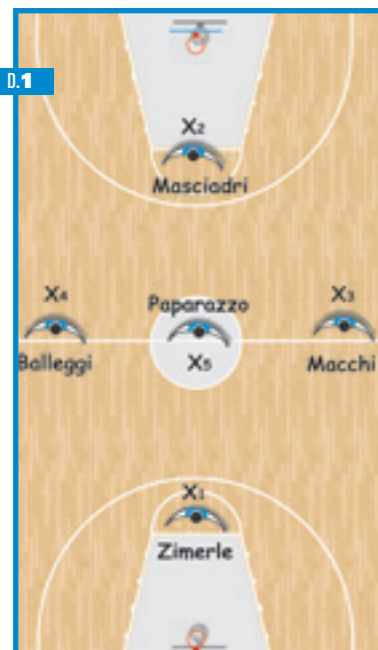 D.1
X2
Masciadri
X4
Paparazzo
X3
Balleggi
X5
Macchi
X1
Zimerle